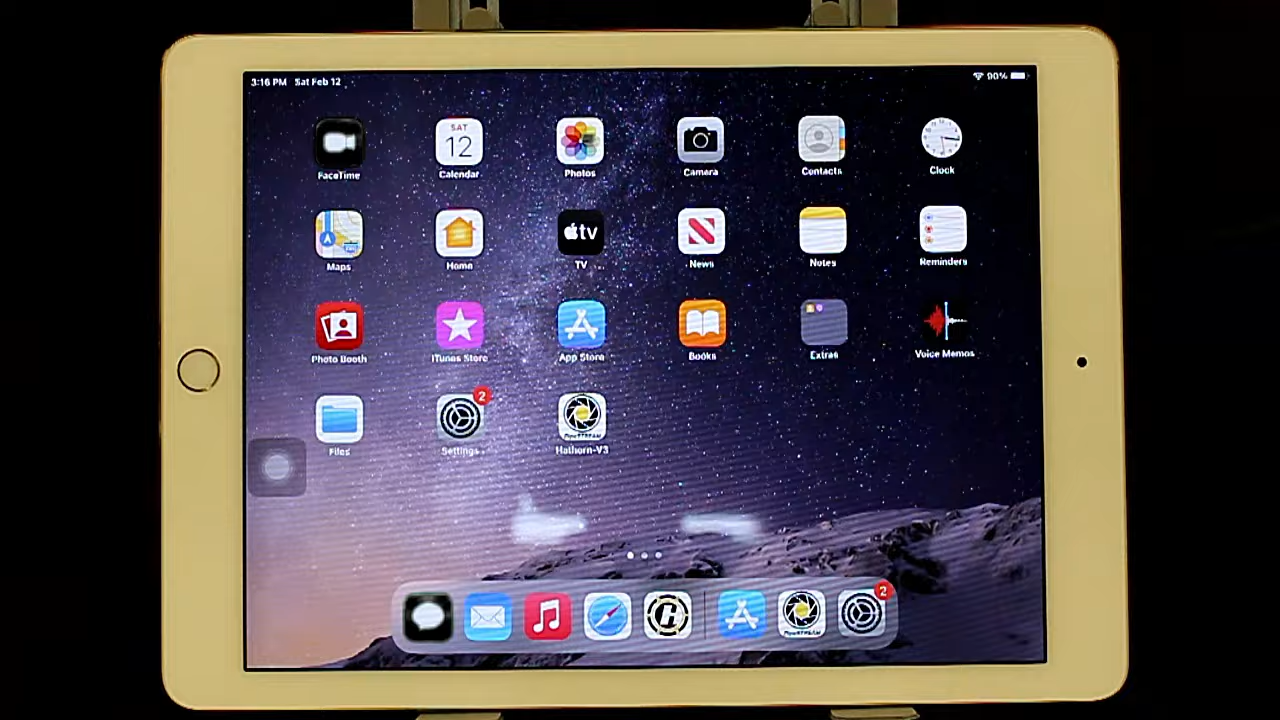 3:16 PM Sat Feb 12
90%
FaceTime
SAT
12
Calendar
Photos
Camera
Contacts
Clock
Maps
Home
tv
TV
News
Notes
Reminders
Photo Booth
iTunes Store
App Store
Books
Extras
Voice Memos
Files
2
Settings
Hathorn-V3
2